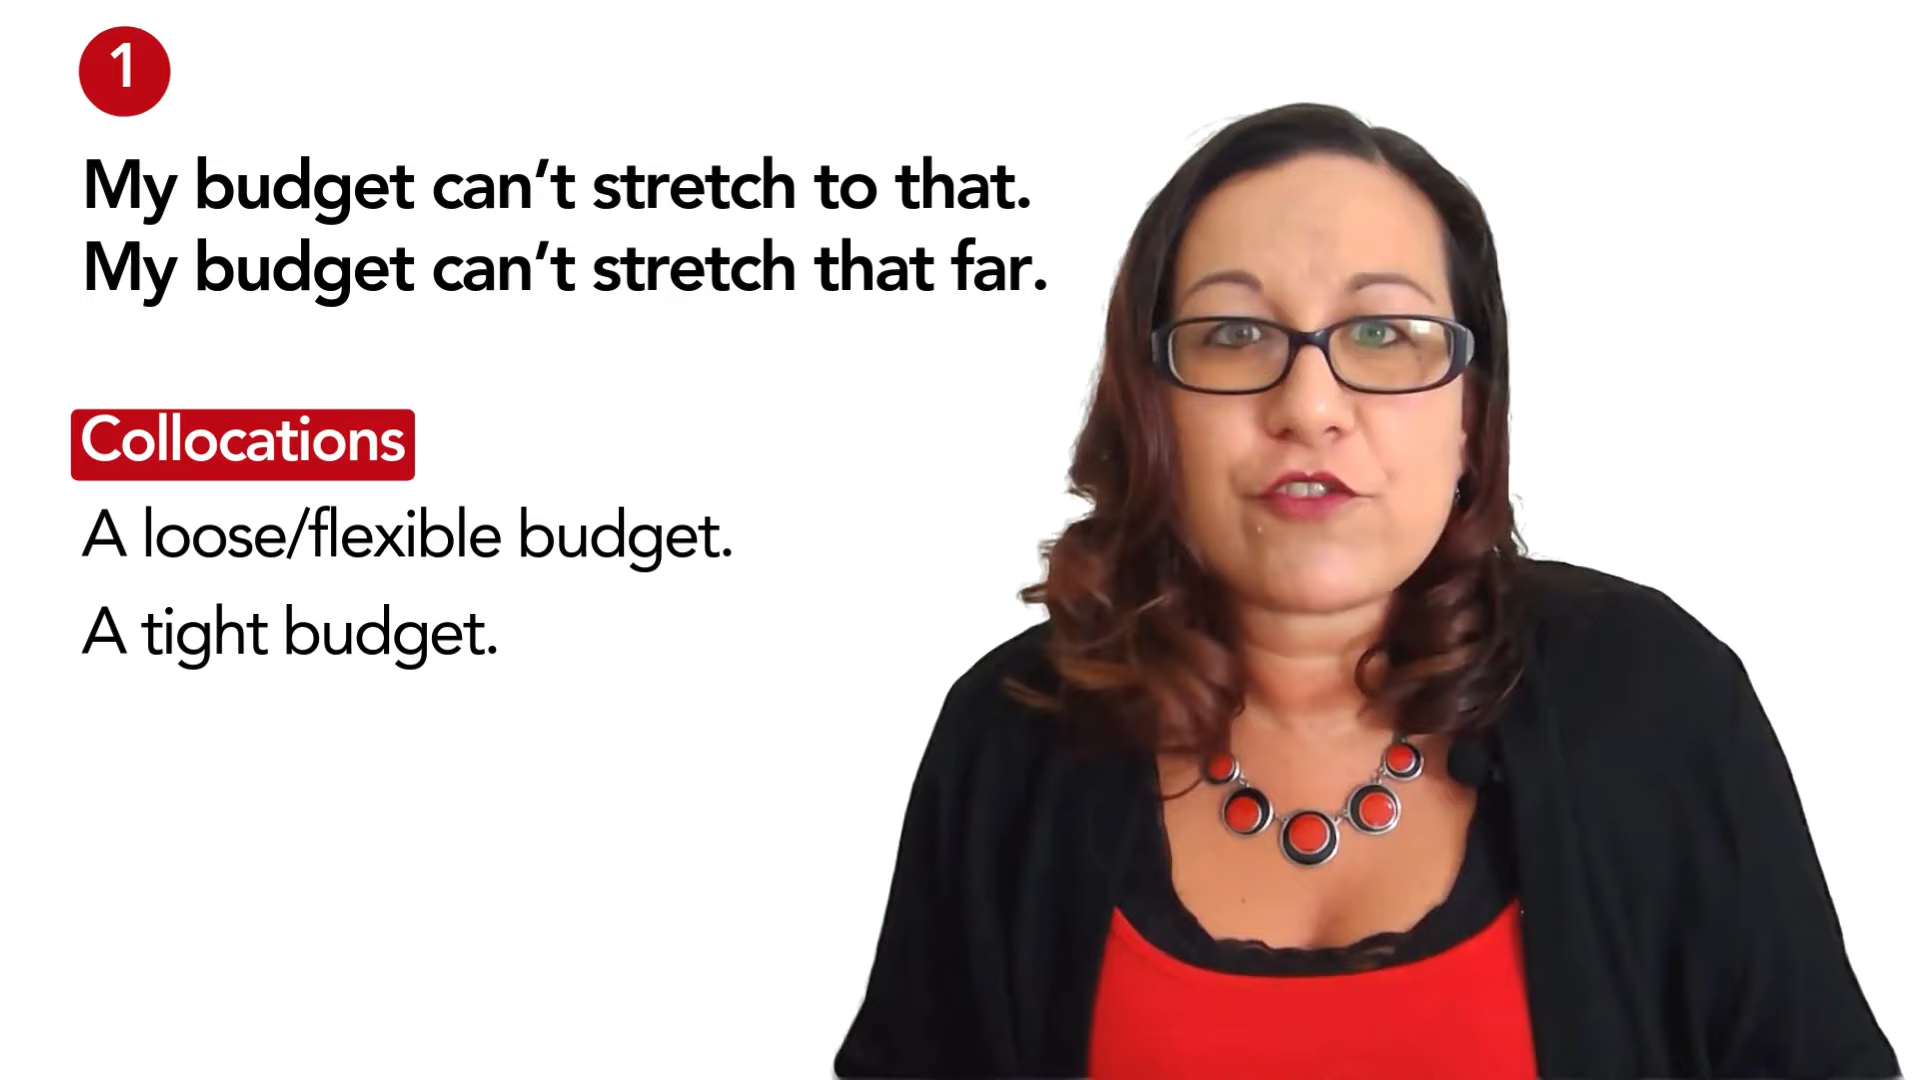 1
My budget can’t stretch to that.
My budget can’t stretch that far.
Collocations
A loose/flexible budget.
A tight budget.